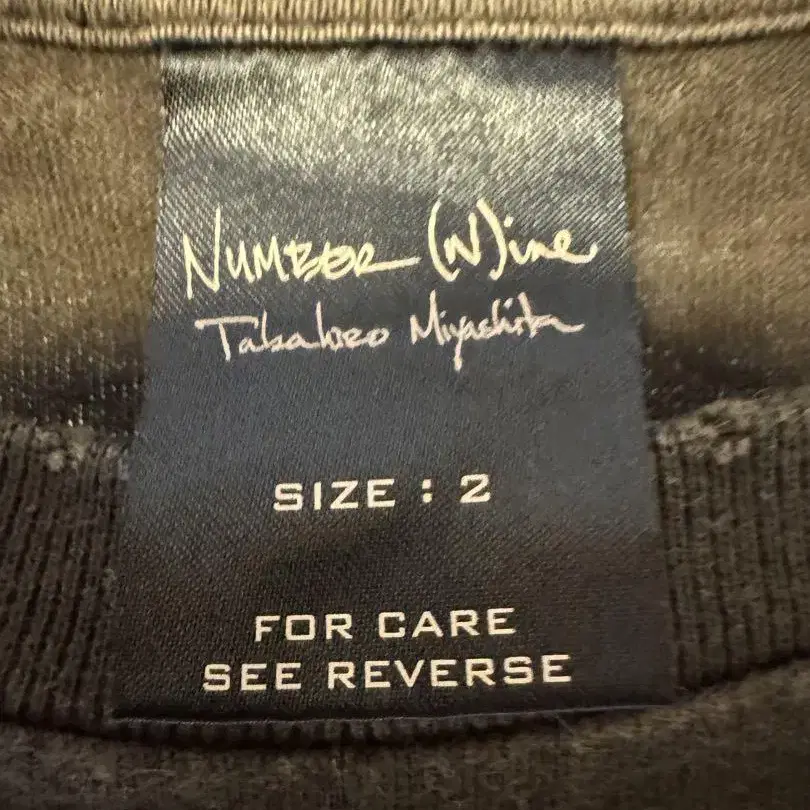 NUMBER (N)ine
Takahiro Miyashita
SIZE : 2
FOR CARE
SEE REVERSE